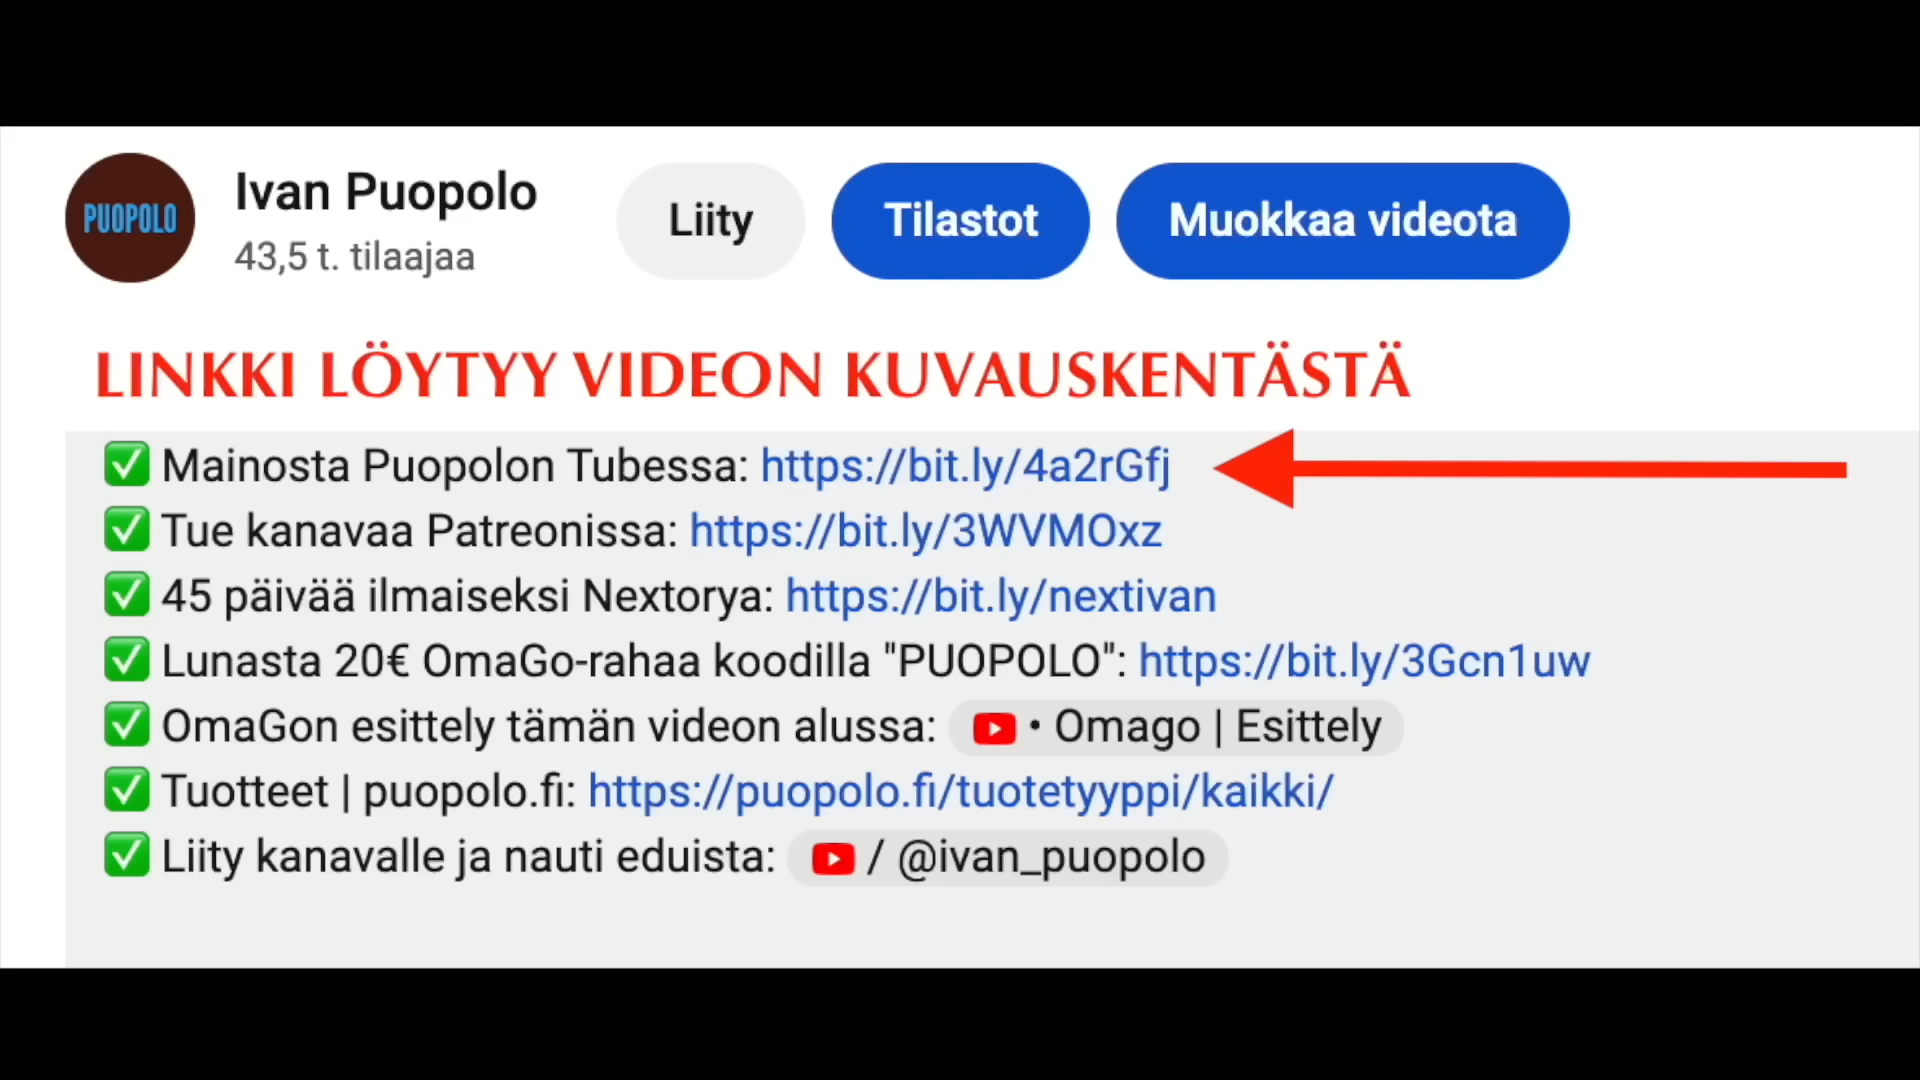 PUOPOLO
Ivan Puopolo
43,5 t. tilaajaa
Liity
Tilastot
Muokkaa videota
LINKKI LÖYTYY VIDEON KUVAUSKENTÄSTÄ
✅ Mainosta Puopolon Tubessa: https://bit.ly/4a2rGfj
✅ Tue kanavaa Patreonissa: https://bit.ly/3WVMOxz
✅ 45 päivää ilmaiseksi Nextorya: https://bit.ly/nextivan
✅ Lunasta 20€ OmaGo-rahaa koodilla "PUOPOLO": https://bit.ly/3Gcn1uw
✅ OmaGon esittely tämän videon alussa: • Omago | Esittely
✅ Tuotteet | puopolo.fi: https://puopolo.fi/tuotetyyppi/kaikki/
✅ Liity kanavalle ja nauti eduista: / @ivan_puopolo